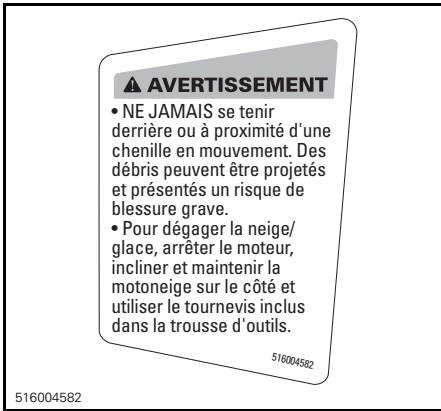 ⚠ AVERTISSEMENT
• NE JAMAIS se tenir
derrière ou à proximité d'une
chenille en mouvement. Des
débris peuvent être projetés
et présentés un risque de
blessure grave.
• Pour dégager la neige/
glace, arrêter le moteur,
incliner et maintenir la
motoneige sur le côté et
utiliser le tournevis inclus
dans la trousse d'outils.
516004582
516004582